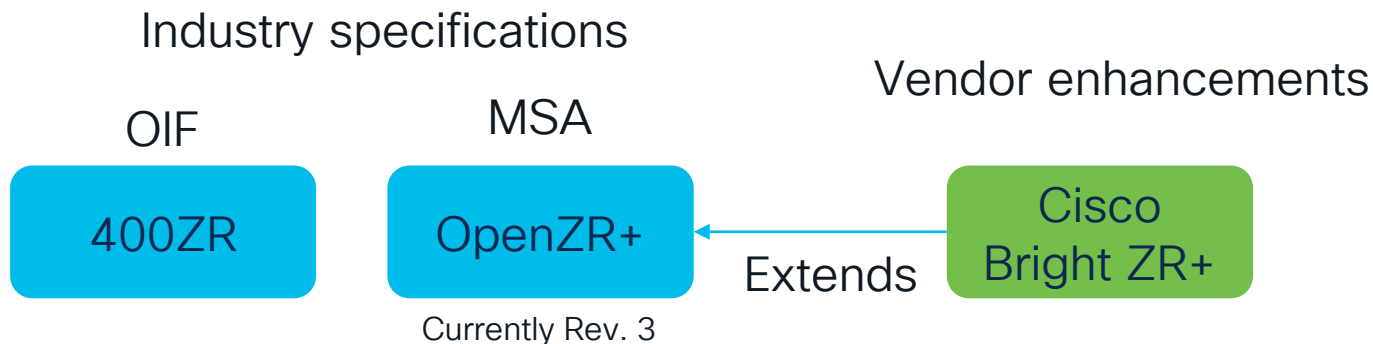 Industry specifications
Vendor enhancements
OIF
MSA
400ZR
OpenZR+
Extends
Cisco
Bright ZR+
Currently Rev. 3